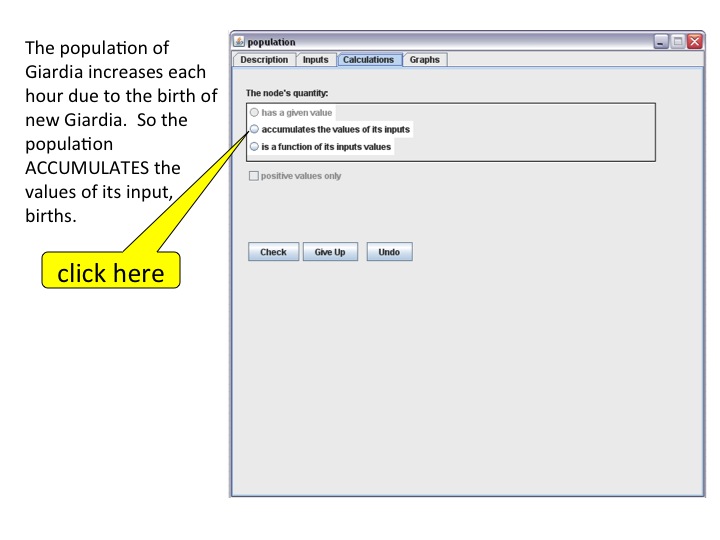 The population of
Giardia increases each
hour due to the birth of
new Giardia.  So the
population
ACCUMULATES the
values of its input,
births.
click here
population
Description Inputs Calculations Graphs
The node's quantity:
has a given value
accumulates the values of its inputs
is a function of its inputs values
positive values only
Check Give Up Undo